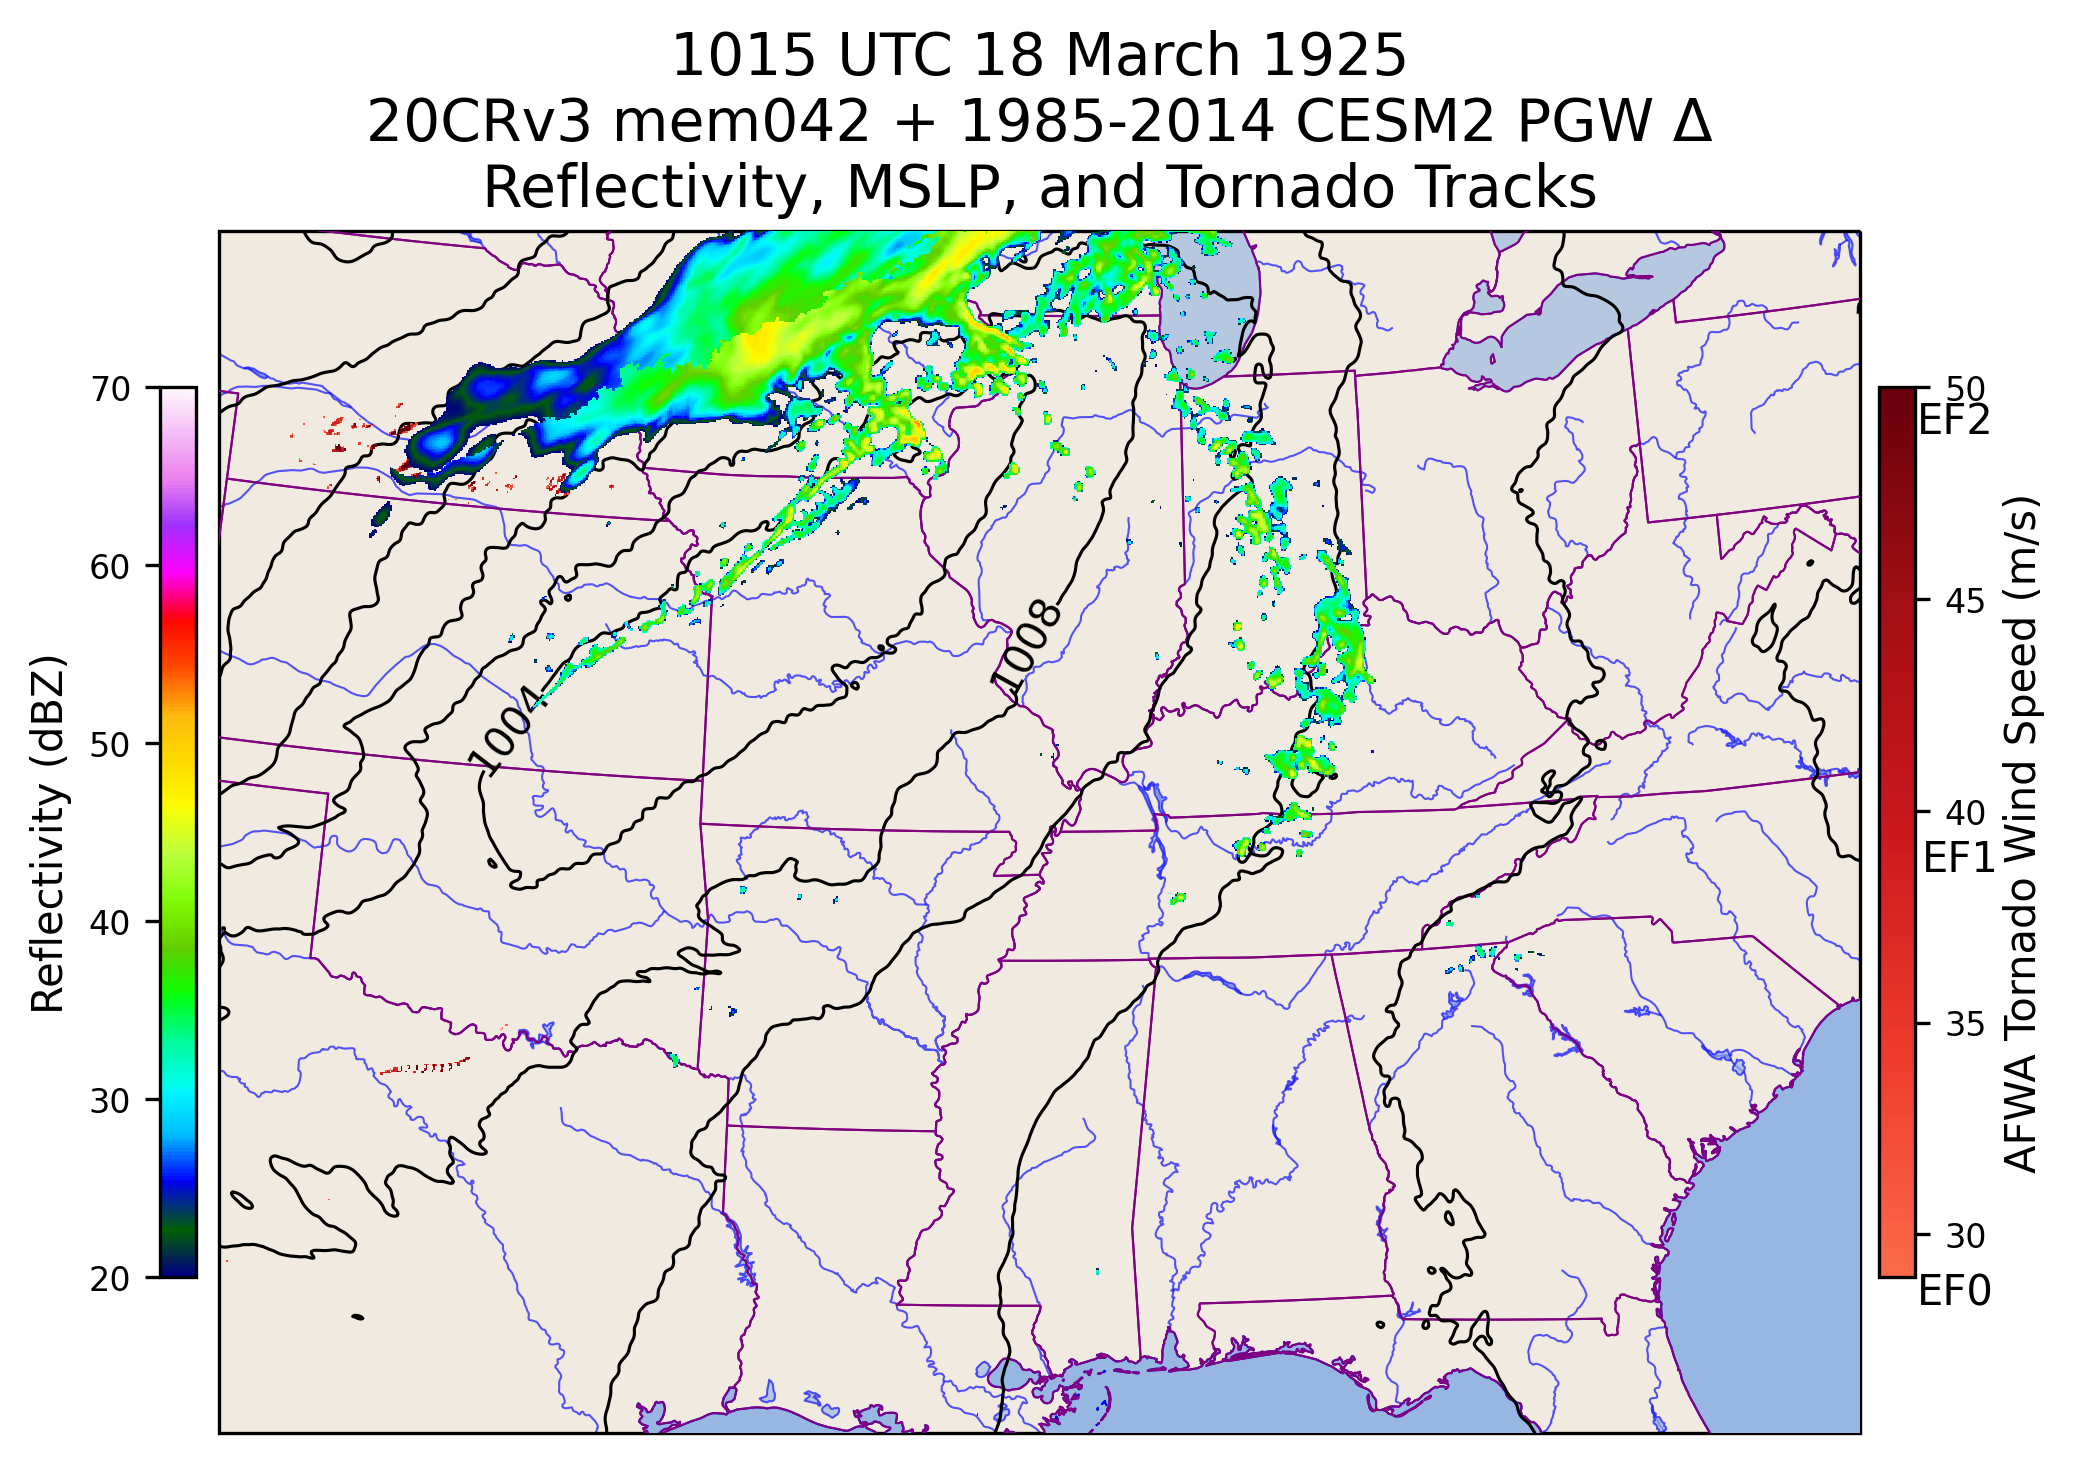 1015 UTC 18 March 1925
20CRv3 mem042 + 1985-2014 CESM2 PGW Δ
Reflectivity, MSLP, and Tornado Tracks
Reflectivity (dBZ)
70
60
50
40
30
20
1004
1008
50
EF2
45
40
EF1
35
30
EF0
AFWA Tornado Wind Speed (m/s)